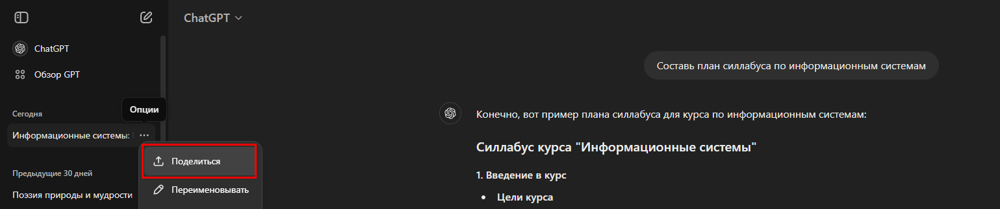 ChatGPT
ChatGPT
Обзор GPT
Составь план силлабуса по информационным системам
Опции
Сегодня
Информационные системы:
Конечно, вот пример плана силлабуса для курса по информационным системам:
Силлабус курса "Информационные системы"
Поделиться
Предыдущие 30 дней
1. Введение в курс
Переименовывать
Поэзия природы и мудрости
Цели курса